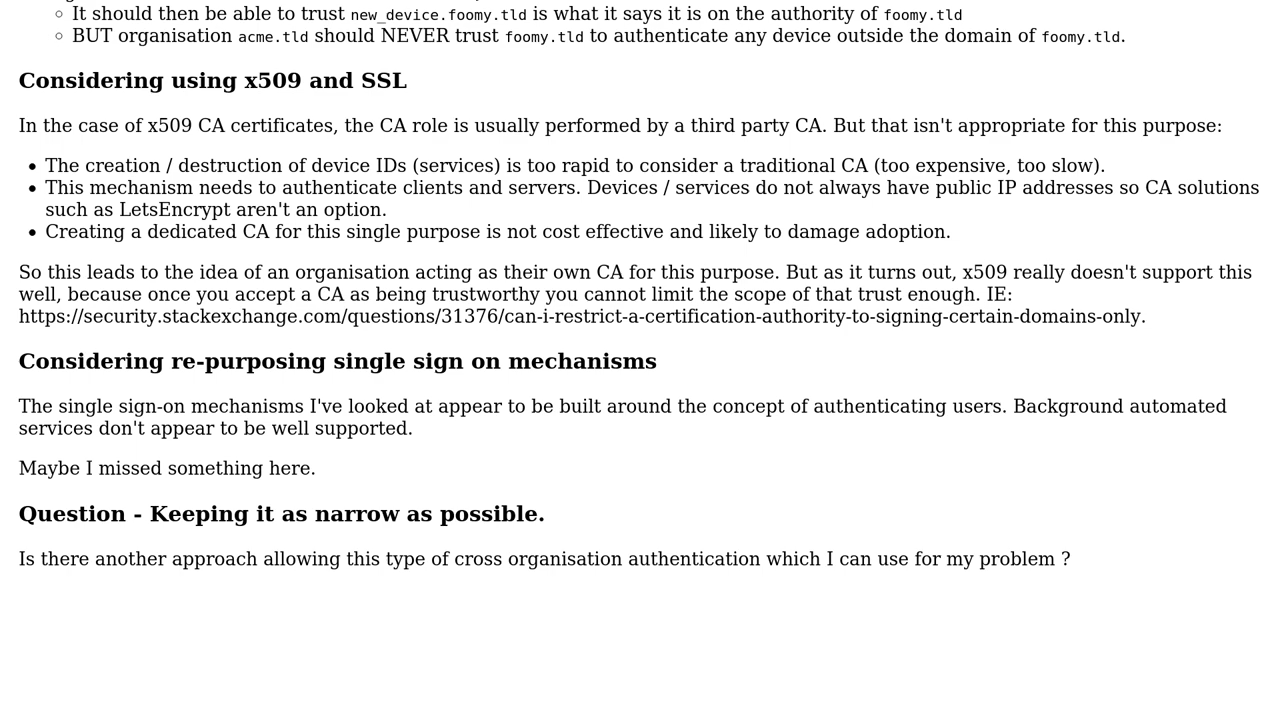 It should then be able to trust new_device.foomy.tld is what it says it is on the authority of foomy.tld
BUT organisation acme.tld should NEVER trust foomy.tld to authenticate any device outside the domain of foomy.tld.
Considering using x509 and SSL
In the case of x509 CA certificates, the CA role is usually performed by a third party CA. But that isn't appropriate for this purpose:
The creation / destruction of device IDs (services) is too rapid to consider a traditional CA (too expensive, too slow).
This mechanism needs to authenticate clients and servers. Devices / services do not always have public IP addresses so CA solutions
such as LetsEncrypt aren't an option.
Creating a dedicated CA for this single purpose is not cost effective and likely to damage adoption.
So this leads to the idea of an organisation acting as their own CA for this purpose. But as it turns out, x509 really doesn't support this
well, because once you accept a CA as being trustworthy you cannot limit the scope of that trust enough. IE:
https://security.stackexchange.com/questions/31376/can-i-restrict-a-certification-authority-to-signing-certain-domains-only.
Considering re-purposing single sign on mechanisms
The single sign-on mechanisms I've looked at appear to be built around the concept of authenticating users. Background automated
services don't appear to be well supported.
Maybe I missed something here.
Question - Keeping it as narrow as possible.
Is there another approach allowing this type of cross organisation authentication which I can use for my problem ?